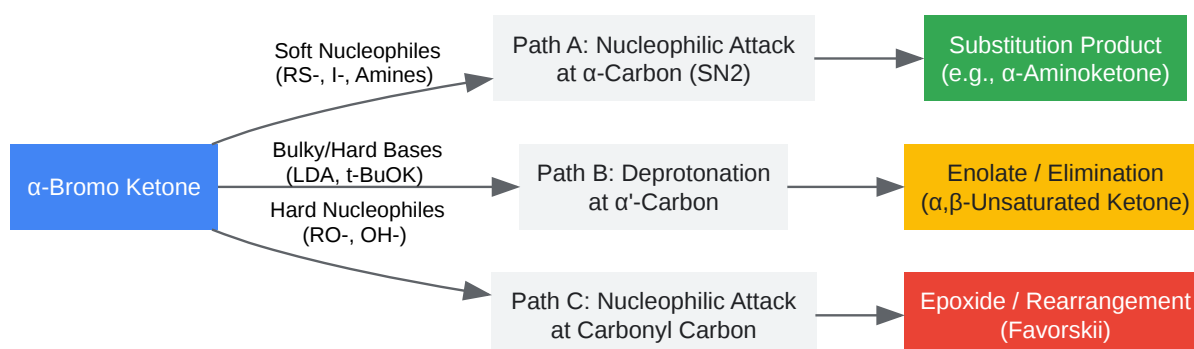 Soft Nucleophiles
(RS-, I-, Amines)
Path A: Nucleophilic Attack
at α-Carbon (SN2)
Substitution Product
(e.g., α-Aminoketone)
α-Bromo Ketone
Bulky/Hard Bases
(LDA, t-BuOK)
Path B: Deprotonation
at α'-Carbon
Enolate / Elimination
(α,β-Unsaturated Ketone)
Hard Nucleophiles
(RO-, OH-)
Path C: Nucleophilic Attack
at Carbonyl Carbon
Epoxide / Rearrangement
(Favorskii)